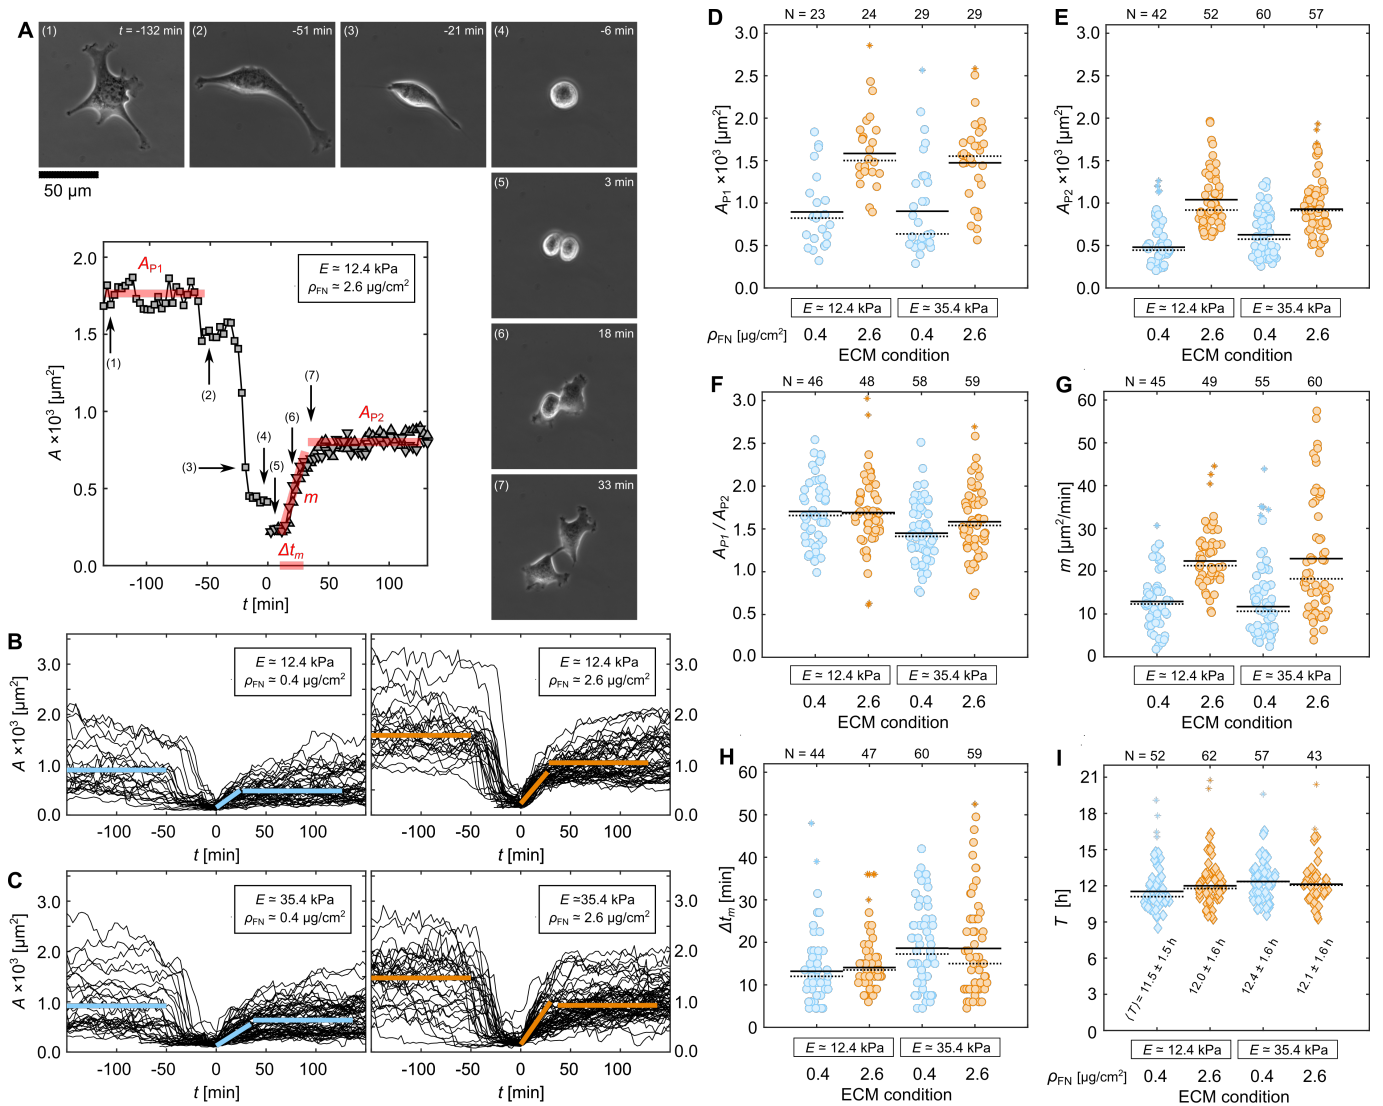 A
(1)
t = -132 min
(2)
-51 min
(3)
-21 min
(4)
-6 min
50 µm
(5)
3 min
(6)
18 min
(7)
33 min
A ×10³ [µm²]
2.0
1.5
1.0
0.5
0.0
-100
-50
0
50
100
t [min]
E ≃ 12.4 kPa
ρFN ≃ 2.6 µg/cm²
AP1
AP2
m
Δtm
(1)
(2)
(3)
(4)
(5)
(6)
(7)
B
A ×10³ [µm²]
3.0
2.0
1.0
0.0
E ≃ 12.4 kPa
ρFN ≃ 0.4 µg/cm²
E ≃ 12.4 kPa
ρFN ≃ 2.6 µg/cm²
3.0
2.0
1.0
0.0
-100 -50 0 50 100
-100 -50 0 50 100
t [min]
t [min]
C
A ×10³ [µm²]
3.0
2.0
1.0
0.0
E ≃ 35.4 kPa
ρFN ≃ 0.4 µg/cm²
E ≃35.4 kPa
ρFN ≃ 2.6 µg/cm²
3.0
2.0
1.0
0.0
-100 -50 0 50 100
-100 -50 0 50 100
t [min]
t [min]
D
N = 23 24 29 29
AP1 ×10³ [µm²]
3.0
2.5
2.0
1.5
1.0
0.5
0.0
E ≃ 12.4 kPa
E ≃ 35.4 kPa
ρFN [µg/cm²]
0.4 2.6 0.4 2.6
ECM condition
E
N = 42 52 60 57
AP2 ×10³ [µm²]
3.0
2.5
2.0
1.5
1.0
0.5
0.0
E ≃ 12.4 kPa
E ≃ 35.4 kPa
0.4 2.6 0.4 2.6
ECM condition
F
N = 46 48 58 59
AP1 / AP2
3.0
2.5
2.0
1.5
1.0
0.5
0.0
E ≃ 12.4 kPa
E ≃ 35.4 kPa
0.4 2.6 0.4 2.6
ECM condition
G
N = 45 49 55 60
m [µm²/min]
60
50
40
30
20
10
0
E ≃ 12.4 kPa
E ≃ 35.4 kPa
0.4 2.6 0.4 2.6
ECM condition
H
N = 44 47 60 59
Δtm [min]
60
50
40
30
20
10
0
E ≃ 12.4 kPa
E ≃ 35.4 kPa
0.4 2.6 0.4 2.6
ECM condition
I
N = 52 62 57 43
T [h]
21
18
15
12
9
6
3
0
⟨T⟩ = 11.5 ± 1.5 h
12.0 ± 1.6 h
12.4 ± 1.6 h
12.1 ± 1.6 h
E ≃ 12.4 kPa
E ≃ 35.4 kPa
ρFN [µg/cm²]
0.4 2.6 0.4 2.6
ECM condition